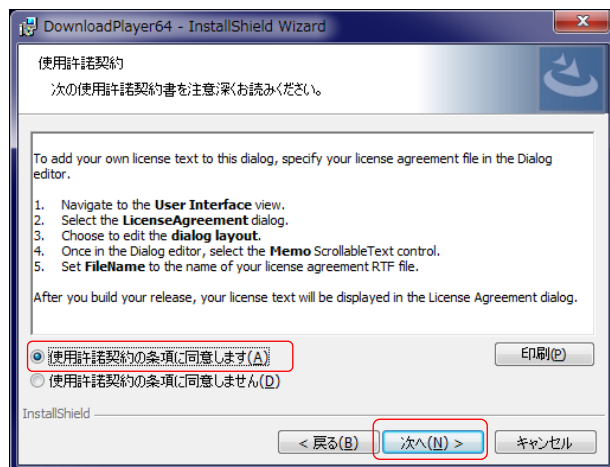 DownloadPlayer64 - InstallShield Wizard
使用許諾契約
次の使用許諾契約書を注意深くお読みください。
To add your own license text to this dialog, specify your license agreement file in the Dialog
editor.
1. Navigate to the User Interface view.
2. Select the LicenseAgreement dialog.
3. Choose to edit the dialog layout.
4. Once in the Dialog editor, select the Memo ScrollableText control.
5. Set FileName to the name of your license agreement RTF file.
After you build your release, your license text will be displayed in the License Agreement dialog.
使用許諾契約の条項に同意します(A)
印刷(P)
使用許諾契約の条項に同意しません(D)
InstallShield
< 戻る(B)
次へ(N) >
キャンセル